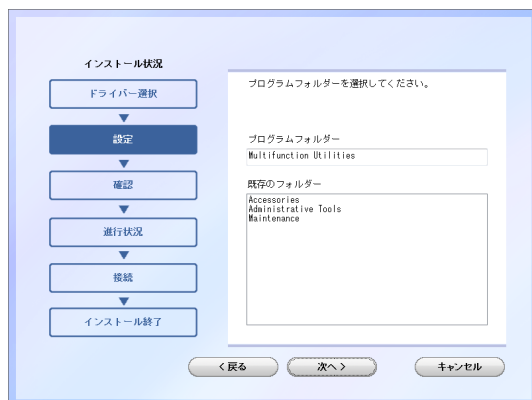 インストール状況
ドライバー選択
設定
確認
進行状況
接続
インストール終了
プログラムフォルダーを選択してください。
プログラムフォルダー
Multifunction Utilities
既存のフォルダー
Accessories
Administrative Tools
Maintenance
< 戻る
次へ >
キャンセル